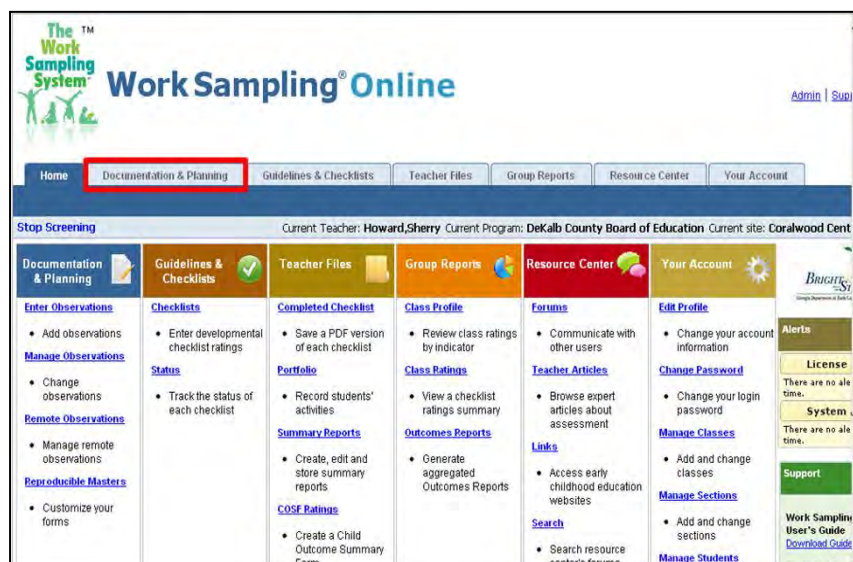 The ™
Work
Sampling
System
Work Sampling® Online
Admin | Supp
Home
Documentation & Planning
Guidelines & Checklists
Teacher Files
Group Reports
Resource Center
Your Account
Stop Screening
Current Teacher: Howard,Sherry Current Program: DeKalb County Board of Education Current site: Coralwood Cent
Documentation
& Planning
Enter Observations
• Add observations
Manage Observations
• Change
observations
Remote Observations
• Manage remote
observations
Reproducible Masters
• Customize your
forms
Guidelines &
Checklists
Checklists
• Enter developmental
checklist ratings
Status
• Track the status of
each checklist
Teacher Files
Completed Checklist
• Save a PDF version
of each checklist
Portfolio
• Record students'
activities
Summary Reports
• Create, edit and
store summary
reports
COSF Ratings
• Create a Child
Outcome Summary
Form
Group Reports
Class Profile
• Review class ratings
by indicator
Class Ratings
• View a checklist
ratings summary
Outcomes Reports
• Generate
aggregated
Outcomes Reports
Resource Center
Forums
• Communicate with
other users
Teacher Articles
• Browse expert
articles about
assessment
Links
• Access early
childhood education
websites
Search
• Search resource
center's forums
Your Account
Edit Profile
• Change your account
information
Change Password
• Change your login
password
Manage Classes
• Add and change
classes
Manage Sections
• Add and change
sections
Manage Students
Alerts
License
There are no ale
time.
System
There are no ale
time.
Support
Work Sampling
User's Guide
Download Guide